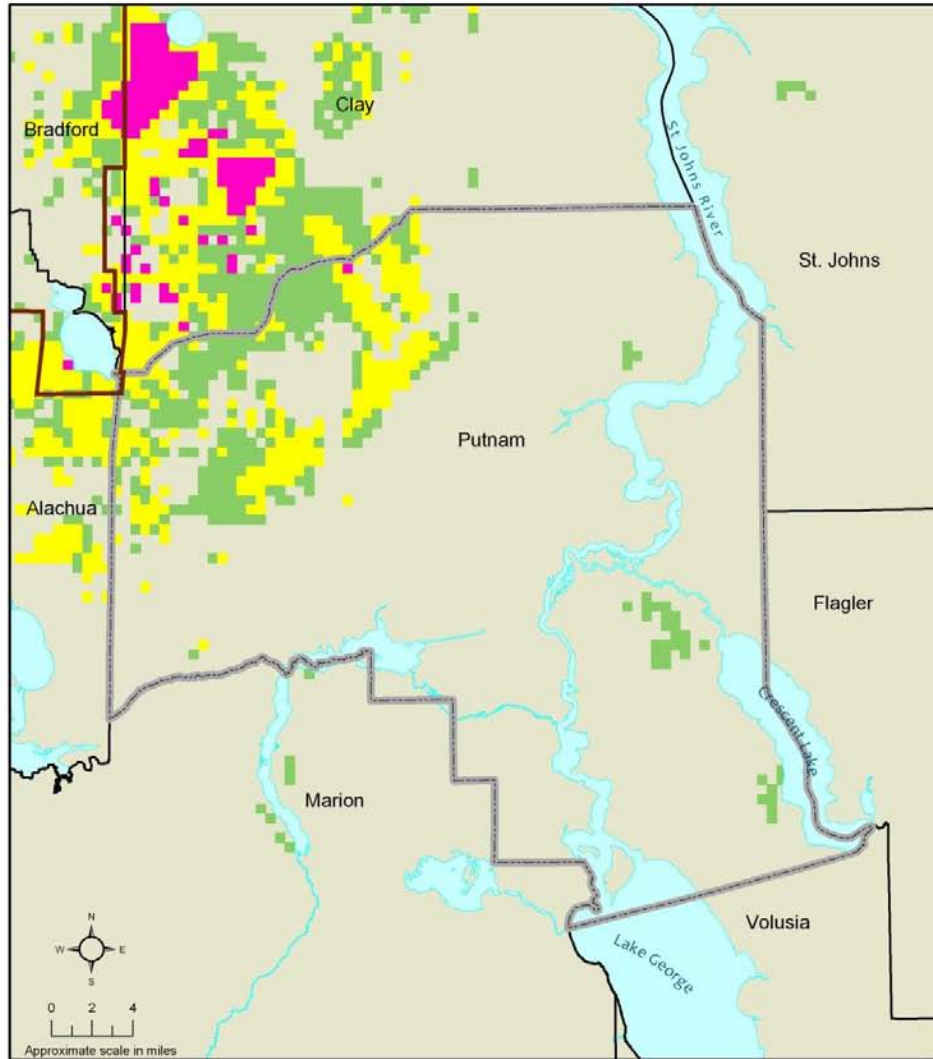 Clay
Bradford
St Johns River
St. Johns
Putnam
Alachua
Flagler
Crescent Lake
Marion
Volusia
Lake George
N
W E
S
0 2 4
Approximate scale in miles